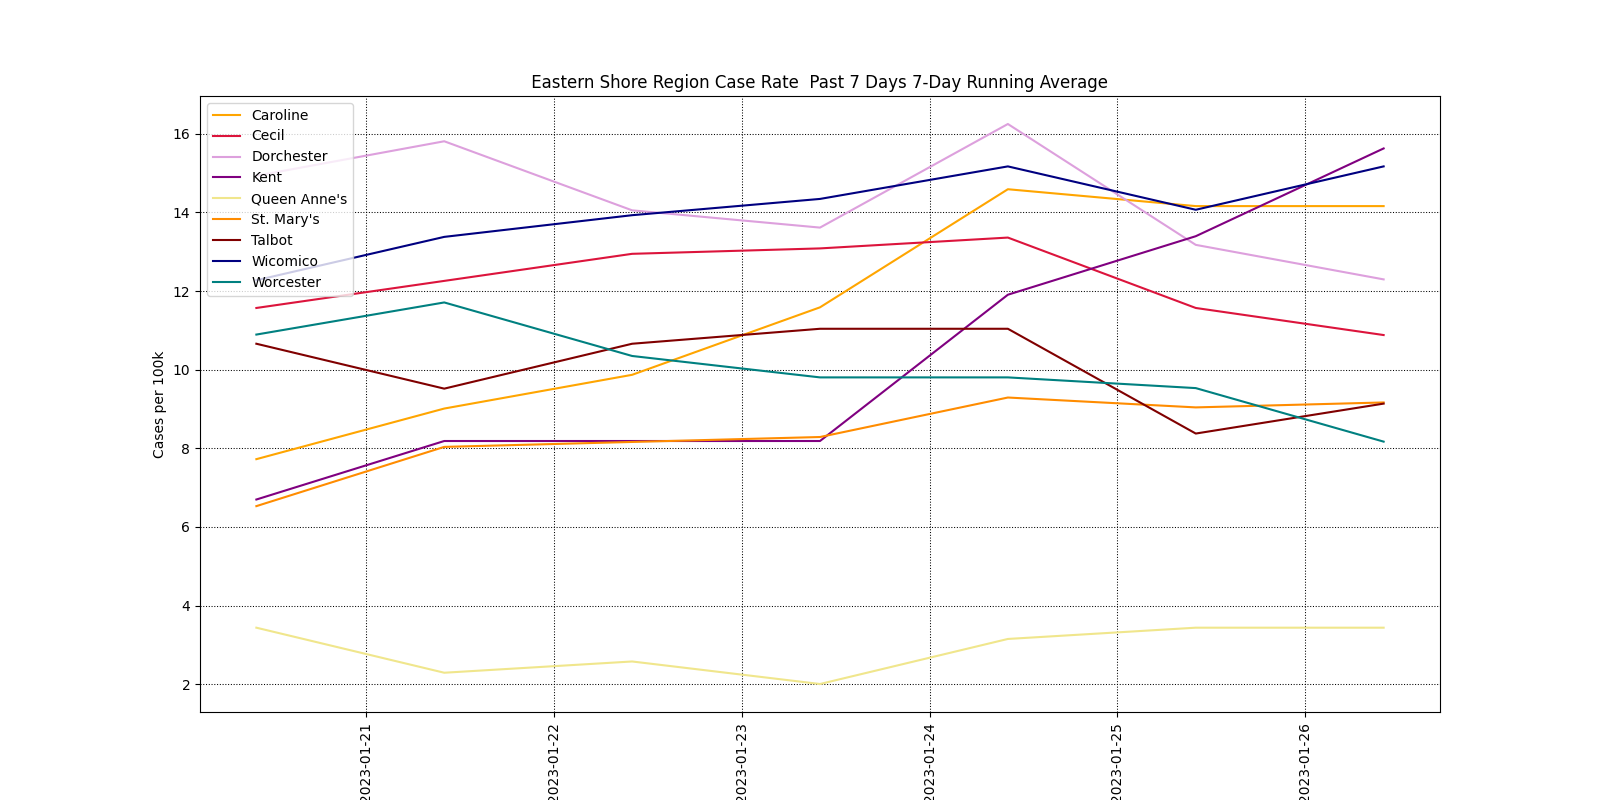 Eastern Shore Region Case Rate  Past 7 Days 7-Day Running Average
Caroline
Cecil
Dorchester
Kent
Queen Anne's
St. Mary's
Talbot
Wicomico
Worcester
Cases per 100k
16
14
12
10
8
6
4
2
2023-01-21
2023-01-22
2023-01-23
2023-01-24
2023-01-25
2023-01-26